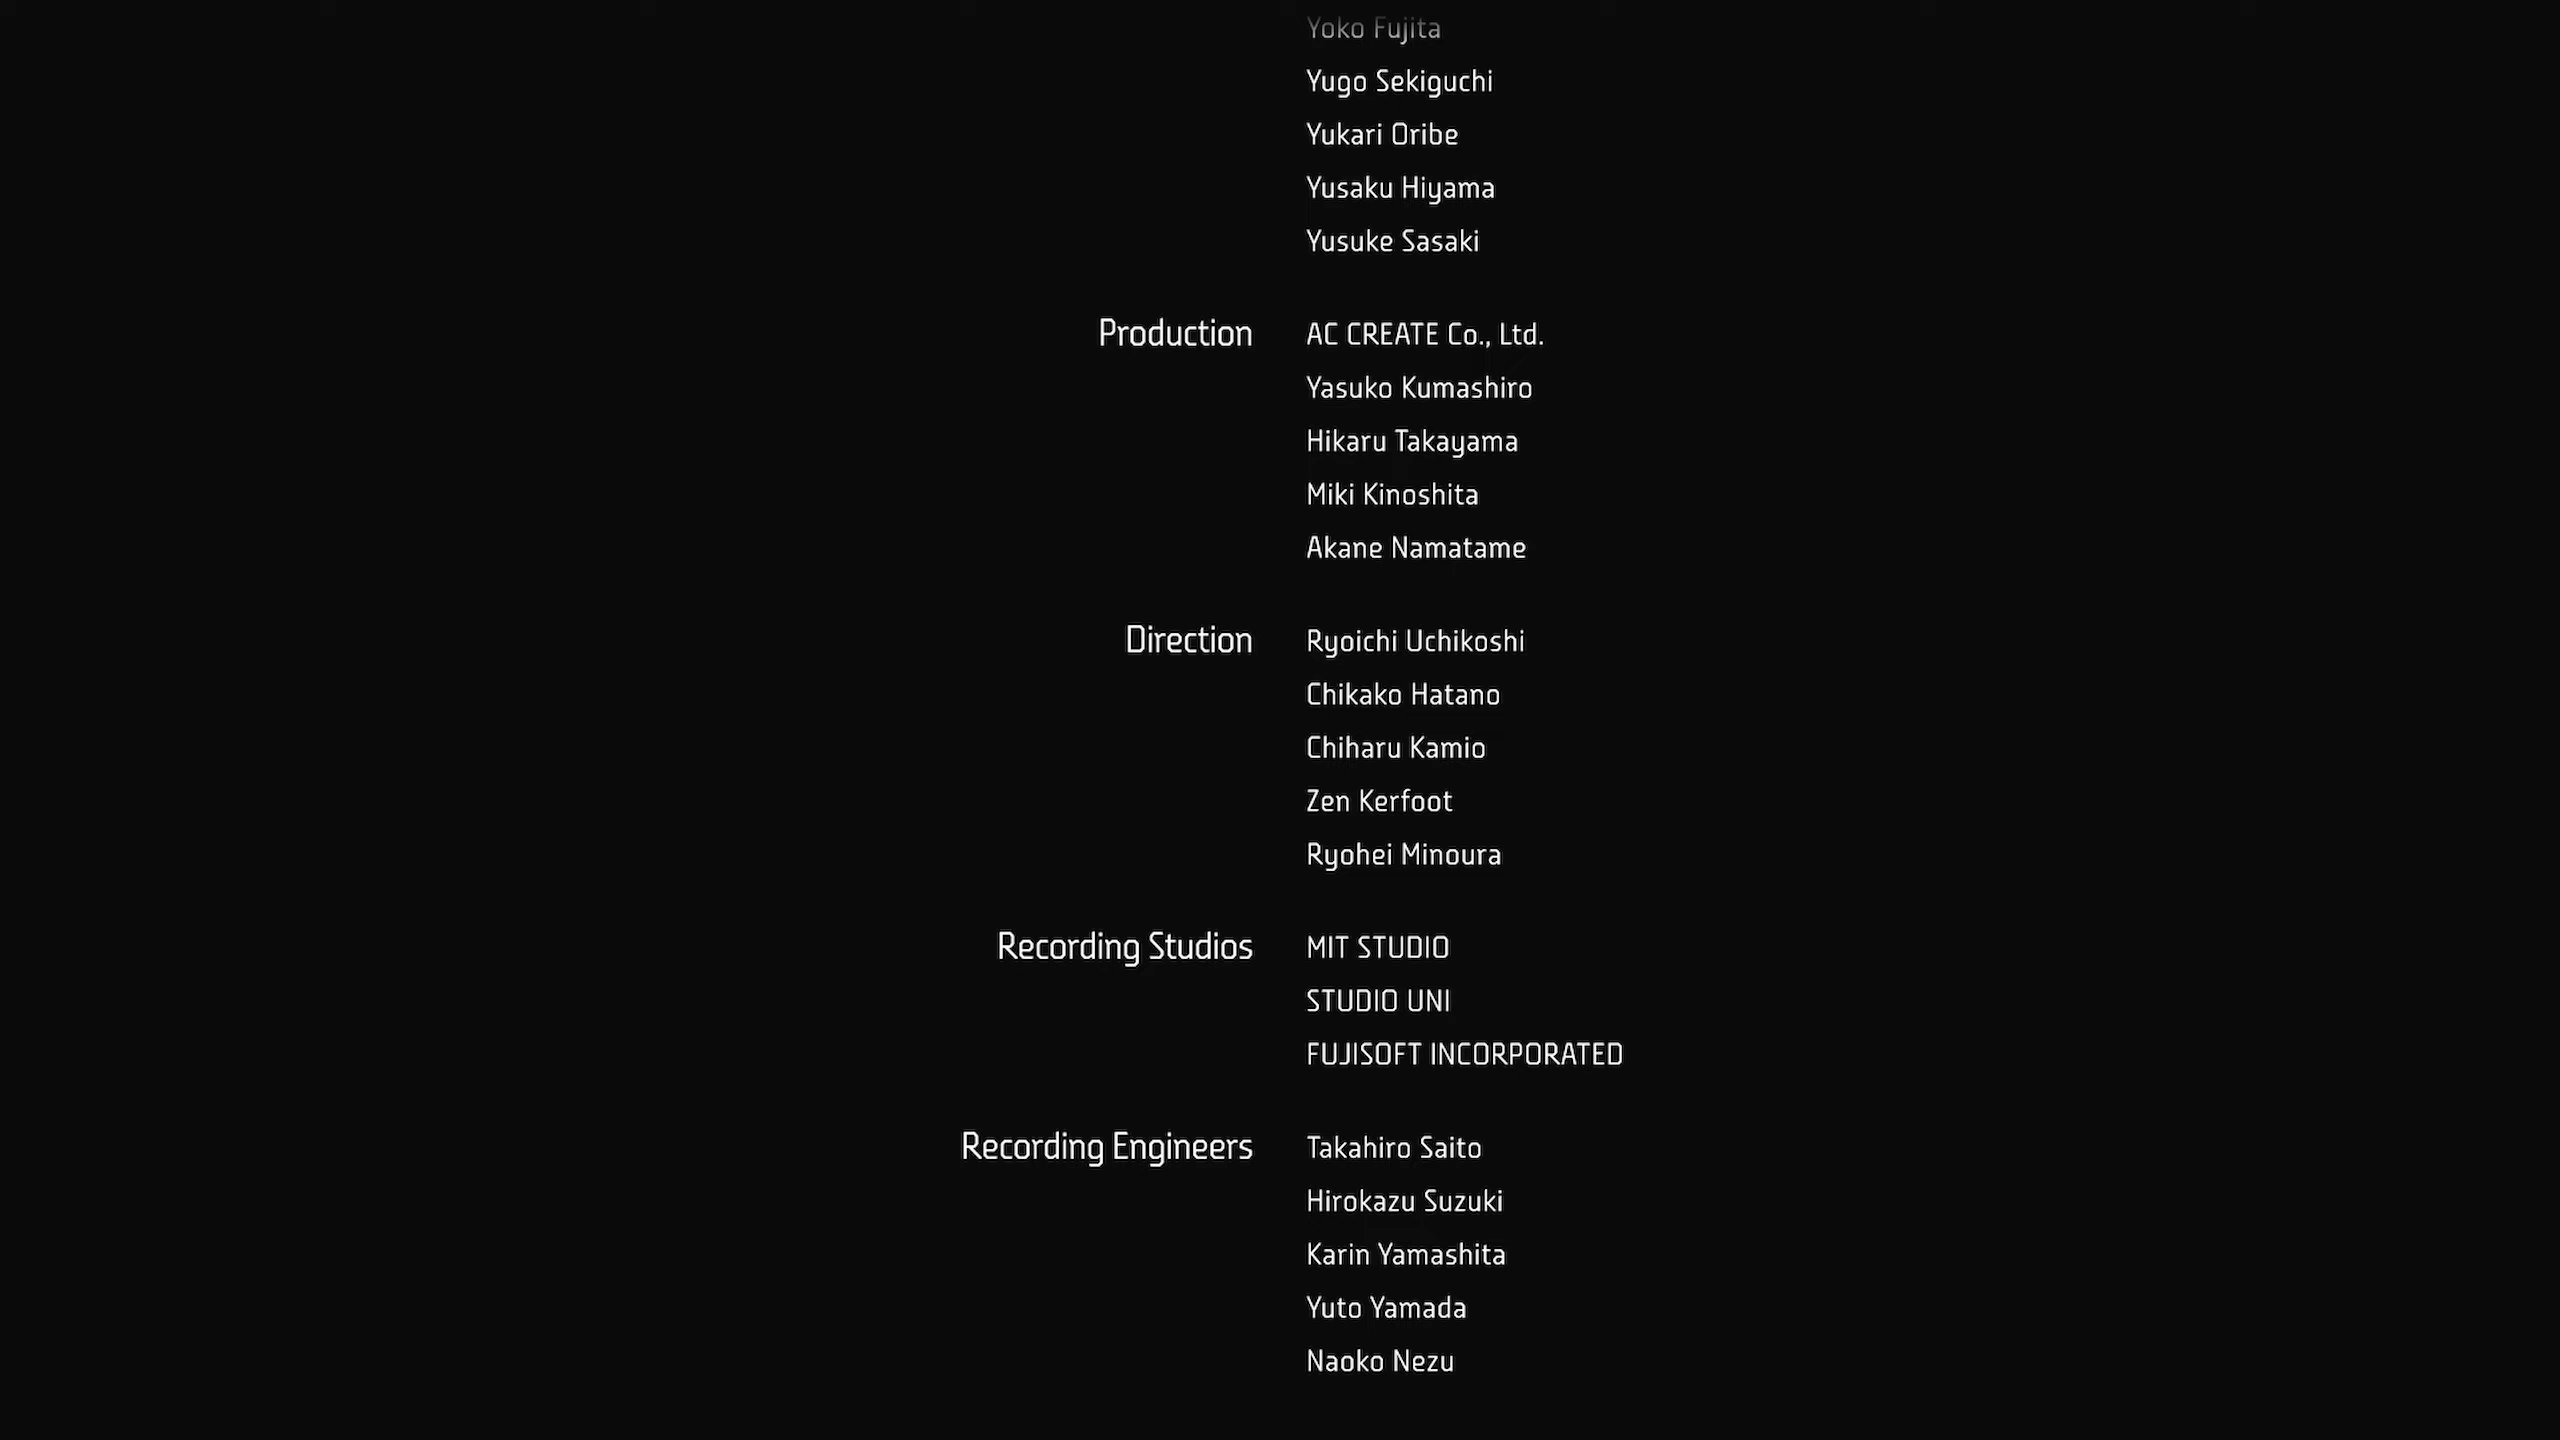 Yoko Fujita
Yugo Sekiguchi
Yukari Oribe
Yusaku Hiyama
Yusuke Sasaki
Production AC CREATE Co., Ltd.
Yasuko Kumashiro
Hikaru Takayama
Miki Kinoshita
Akane Namatame
Direction Ryoichi Uchikoshi
Chikako Hatano
Chiharu Kamio
Zen Kerfoot
Ryohei Minoura
Recording Studios MIT STUDIO
STUDIO UNI
FUJISOFT INCORPORATED
Recording Engineers Takahiro Saito
Hirokazu Suzuki
Karin Yamashita
Yuto Yamada
Naoko Nezu